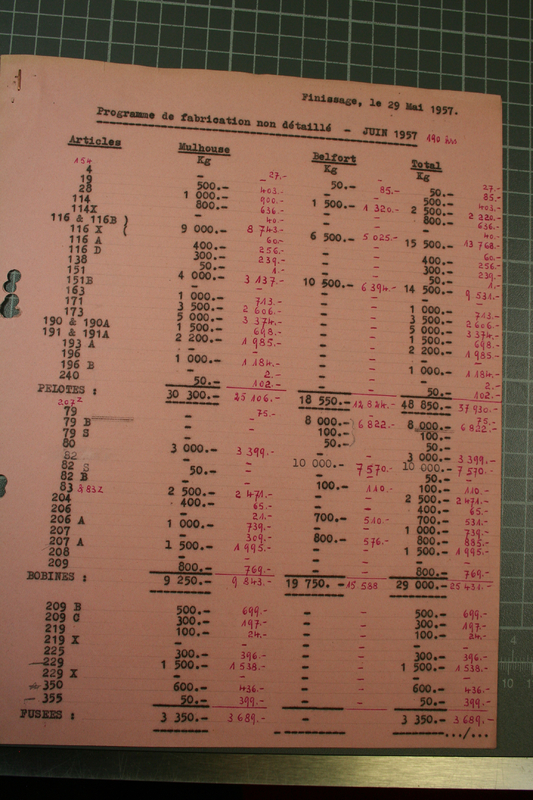 Finissage, le 29 Mai 1957.
Programme de fabrication non détaillé - JUIN 1957 190 hrs
Articles Mulhouse Belfort Total
Kg Kg Kg
154 - 27.- - - 27.-
4 - 50.- 85.- 50.- 85.-
19 500.- 403.- - - 500.- 403.-
28 1 000.- 900.- 1 500.- 1 320.- 2 500.- 2 220.-
114 800.- 636.- - - 800.- 636.-
114X - 40.- - - - 40.-
116 & 116B }
116 X { 9 000.- 8 743.- 6 500.- 5 025.- 15 500.- 13 768.-
116 A 400.- 60.- - - 400.- 60.-
116 D 300.- 256.- - - 300.- 256.-
138 50.- 239.- - - 50.- 239.-
151 4 000.- 3 137.- 10 500.- 6 394.- 14 500.- 9 531.-
151B
163 1 000.- 713.- - - 1 000.- 713.-
171 3 500.- 2 606.- - - 3 500.- 2 606.-
173 5 000.- 3 374.- - - 5 000.- 3 374.-
190 & 190A 1 500.- 698.- - - 1 500.- 698.-
191 & 191A 2 200.- 1 985.- - - 2 200.- 1 985.-
193 A
196 1 000.- 1 184.- - - 1 000.- 1 184.-
196 B - 2.- - - - 2.-
240 50.- 102.- - - 50.- 102.-
PELOTES : 30 300.- 25 106.- 18 550.- 12 824.- 48 850.- 37 930.-
2072
79 - 75.- 8 000.- 6 822.- 8 000.- 75.- 6 822.-
79 B - 100.- 100.-
79 S - 50.- 50.-
80 3 000.- 3 399.- - - 3 000.- 3 399.-
82 - 10 000.- 7 570.- 10 000.- 7 570.-
82 S 50.- - - 50.- -
82 B - 100.- 110.- 100.- 110.-
83 & 832 2 500.- 2 471.- - - 2 500.- 2 471.-
204 400.- 65.- - - 400.- 65.-
206 - 21.- 700.- 510.- 700.- 531.-
206 A 1 000.- 739.- - - 1 000.- 739.-
207 - 309.- 800.- 576.- 800.- 885.-
207 A 1 500.- 1 995.- - - 1 500.- 1 995.-
208
209 800.- 769.- - - 800.- 769.-
BOBINES : 9 250.- 9 843.- 19 750.- 15 588 29 000.- 25 431.-
209 B 500.- 699.- - - 500.- 699.-
209 C 300.- 197.- - - 300.- 197.-
219 100.- 24.- - - 100.- 24.-
219 X - - - - -
225 300.- 396.- - - 300.- 396.-
229 1 500.- 1 538.- - - 1 500.- 1 538.-
229 X - - - - -
350 600.- 436.- - - 600.- 436.-
355 50.- 399.- - - 50.- 399.-
FUSEES : 3 350.- 3 689.- - - 3 350.- 3 689.-
.../...